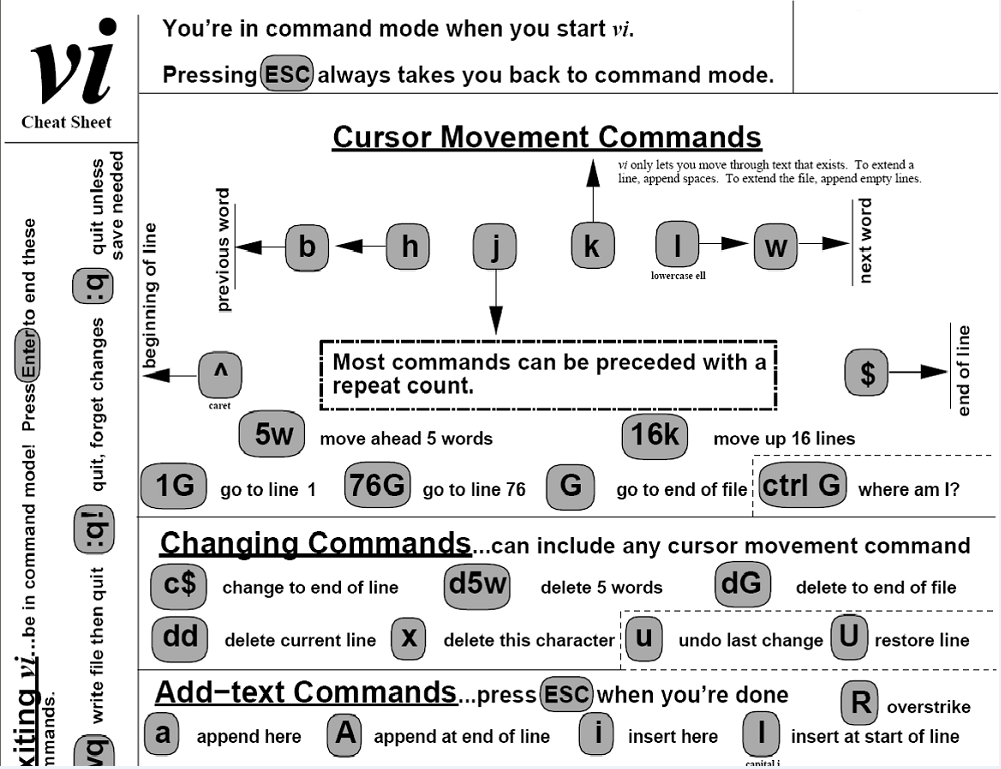 vi
Cheat Sheet
You're in command mode when you start vi.
Pressing ESC always takes you back to command mode.
Cursor Movement Commands
vi only lets you move through text that exists. To extend a
line, append spaces. To extend the file, append empty lines.
previous word
b
h
j
k
l
lowercase ell
w
next word
beginning of line
^
caret
Most commands can be preceded with a
repeat count.
$
end of line
5w move ahead 5 words
16k move up 16 lines
1G go to line 1
76G go to line 76
G go to end of file
ctrl G where am I?
Changing Commands...can include any cursor movement command
c$ change to end of line
d5w delete 5 words
dG delete to end of file
dd delete current line
x delete this character
u undo last change
U restore line
Add-text Commands...press ESC when you're done
R overstrike
a append here
A append at end of line
i insert here
I insert at start of line
capital i
xiting vi...be in command mode! Press Enter to end these
mmands.
wq write file then quit
:q! quit, forget changes
:q quit unless
save needed